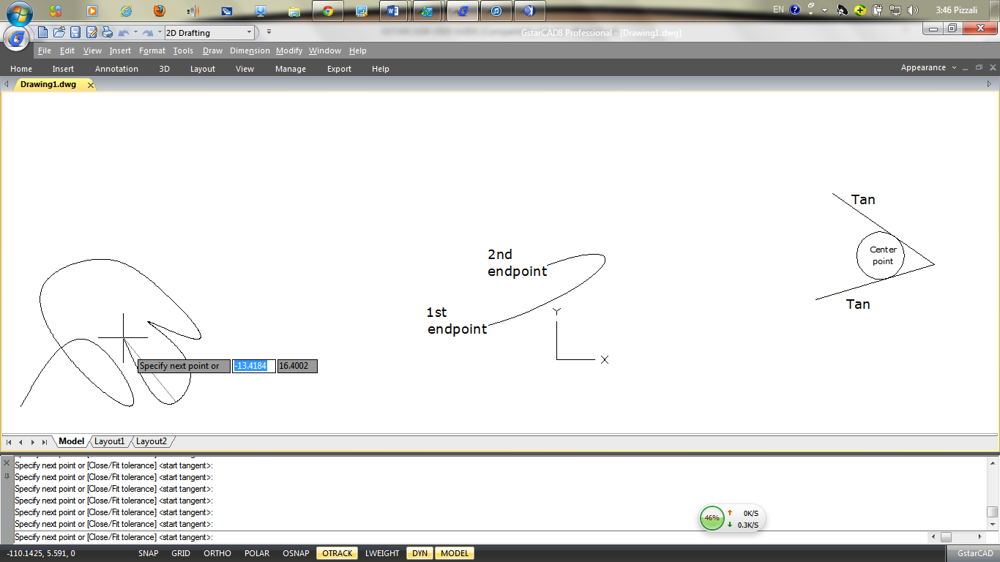 EN
3:46 Pizzali
2D Drafting
GstarCAD8 Professional - [Drawing1.dwg]
File Edit View Insert Format Tools Draw Dimension Modify Window Help
Home Insert Annotation 3D Layout View Manage Export Help
Appearance
Drawing1.dwg
Tan
Center
point
Tan
2nd
endpoint
1st
endpoint
Y
X
Specify next point or -13.4184 16.4002
Model Layout1 Layout2
Specify next point or [Close/Fit tolerance] <start tangent>:
Specify next point or [Close/Fit tolerance] <start tangent>:
Specify next point or [Close/Fit tolerance] <start tangent>:
Specify next point or [Close/Fit tolerance] <start tangent>:
Specify next point or [Close/Fit tolerance] <start tangent>:
Specify next point or [Close/Fit tolerance] <start tangent>:
Specify next point or [Close/Fit tolerance] <start tangent>:
46%
0K/S
0.3K/S
-110.1425, 5.591, 0
SNAP GRID ORTHO POLAR OSNAP OTRACK LWEIGHT DYN MODEL
GstarCAD